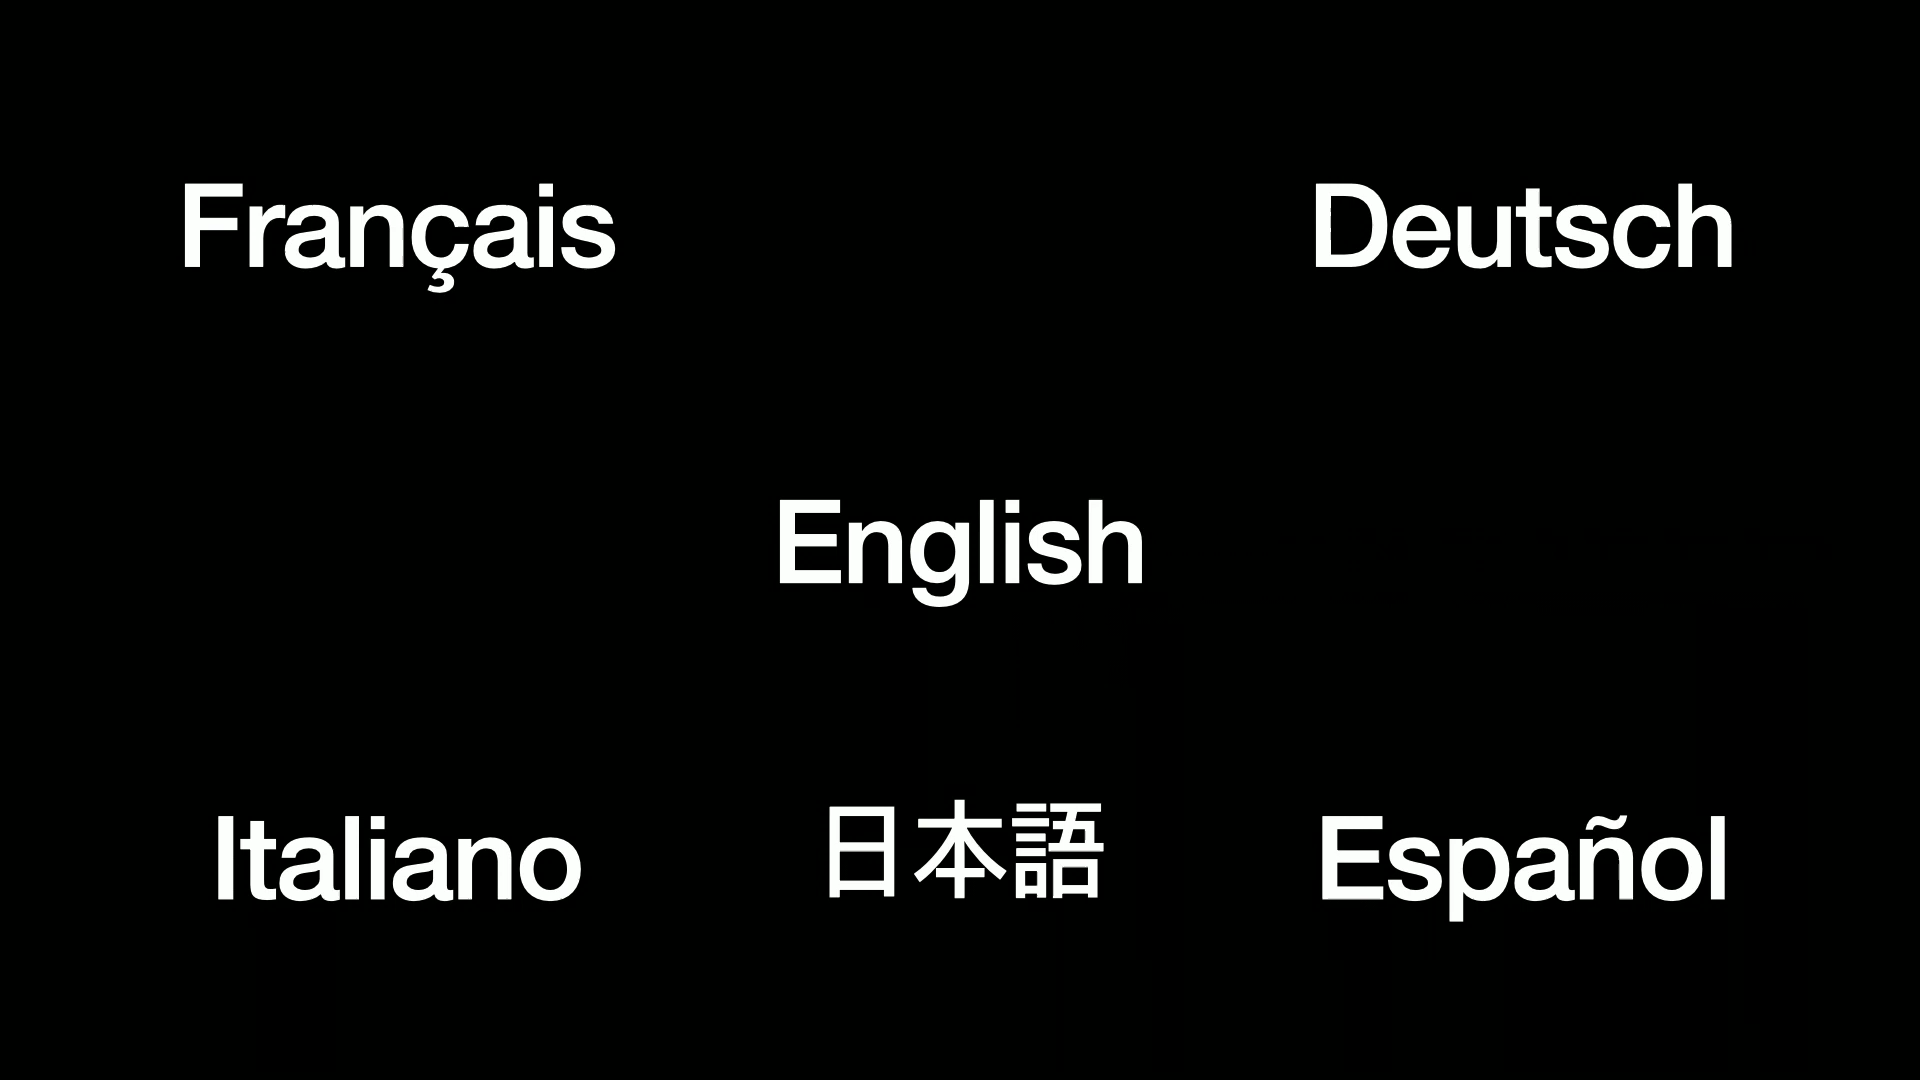 Français
Deutsch
English
Italiano
日本語
Español